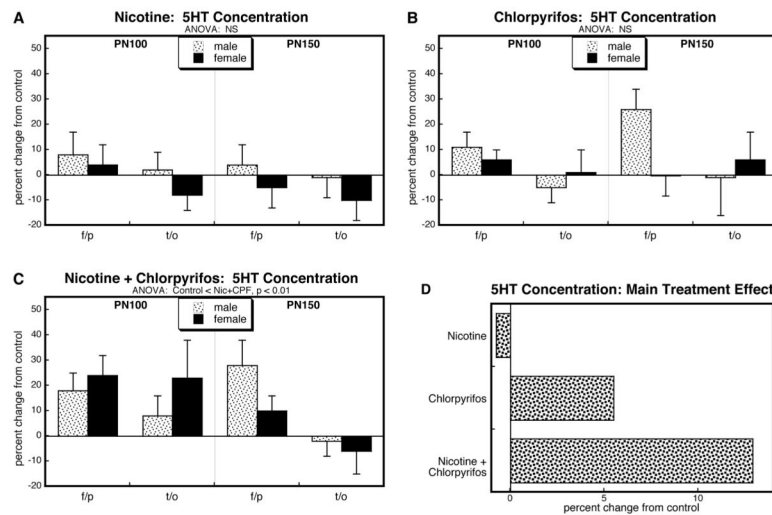 A
Nicotine: 5HT Concentration
ANOVA: NS
PN100
PN150
male
female
percent change from control
50
40
30
20
10
0
-10
-20
f/p
t/o
f/p
t/o
B
Chlorpyrifos: 5HT Concentration
ANOVA: NS
PN100
PN150
male
female
percent change from control
50
40
30
20
10
0
-10
-20
f/p
t/o
f/p
t/o
C
Nicotine + Chlorpyrifos: 5HT Concentration
ANOVA: Control < Nic+CPF, p < 0.01
PN100
PN150
male
female
percent change from control
50
40
30
20
10
0
-10
-20
f/p
t/o
f/p
t/o
D
5HT Concentration: Main Treatment Effect
Nicotine
Chlorpyrifos
Nicotine +
Chlorpyrifos
0
5
10
percent change from control